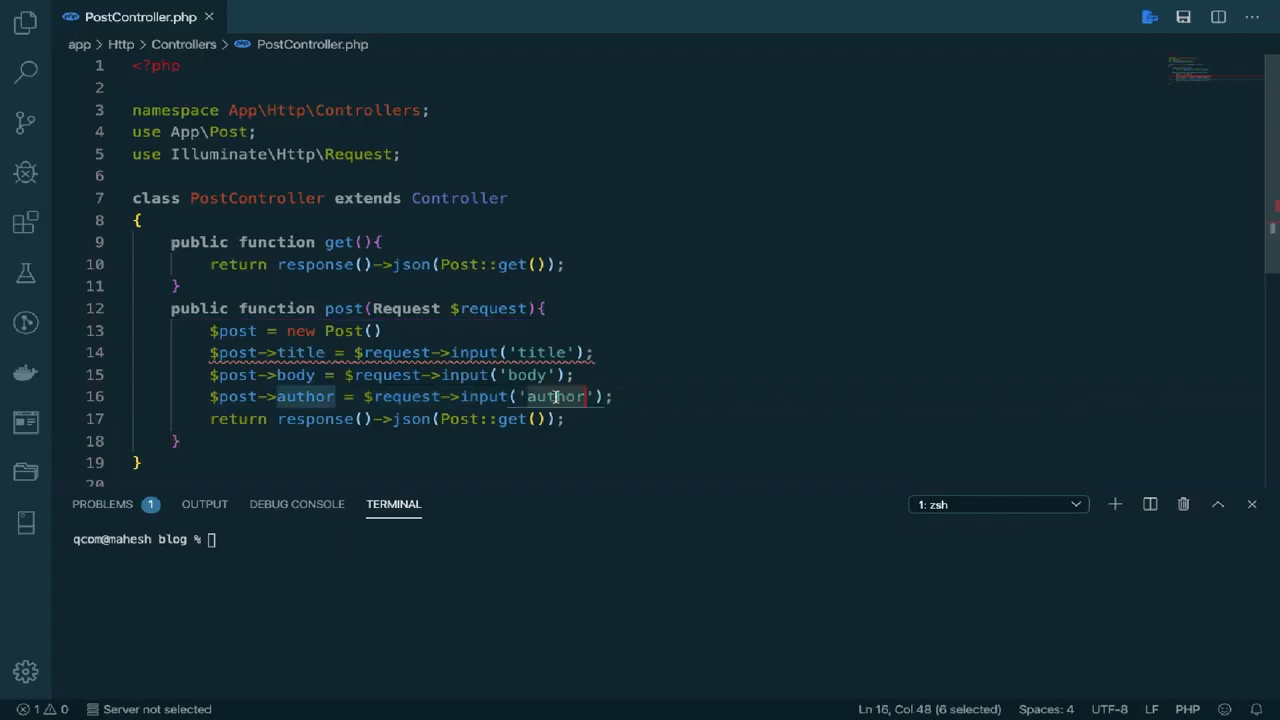 PostController.php
app > Http > Controllers > PostController.php
1 <?php
2
3 namespace App\Http\Controllers;
4 use App\Post;
5 use Illuminate\Http\Request;
6
7 class PostController extends Controller
8 {
9 public function get(){
10 return response()->json(Post::get());
11 }
12 public function post(Request $request){
13 $post = new Post()
14 $post->title = $request->input('title');
15 $post->body = $request->input('body');
16 $post->author = $request->input('author');
17 return response()->json(Post::get());
18 }
19 }
20
PROBLEMS 1 OUTPUT DEBUG CONSOLE TERMINAL 1: zsh
qcom@mahesh blog %
1 0 Server not selected Ln 16, Col 48 (6 selected) Spaces: 4 UTF-8 LF PHP